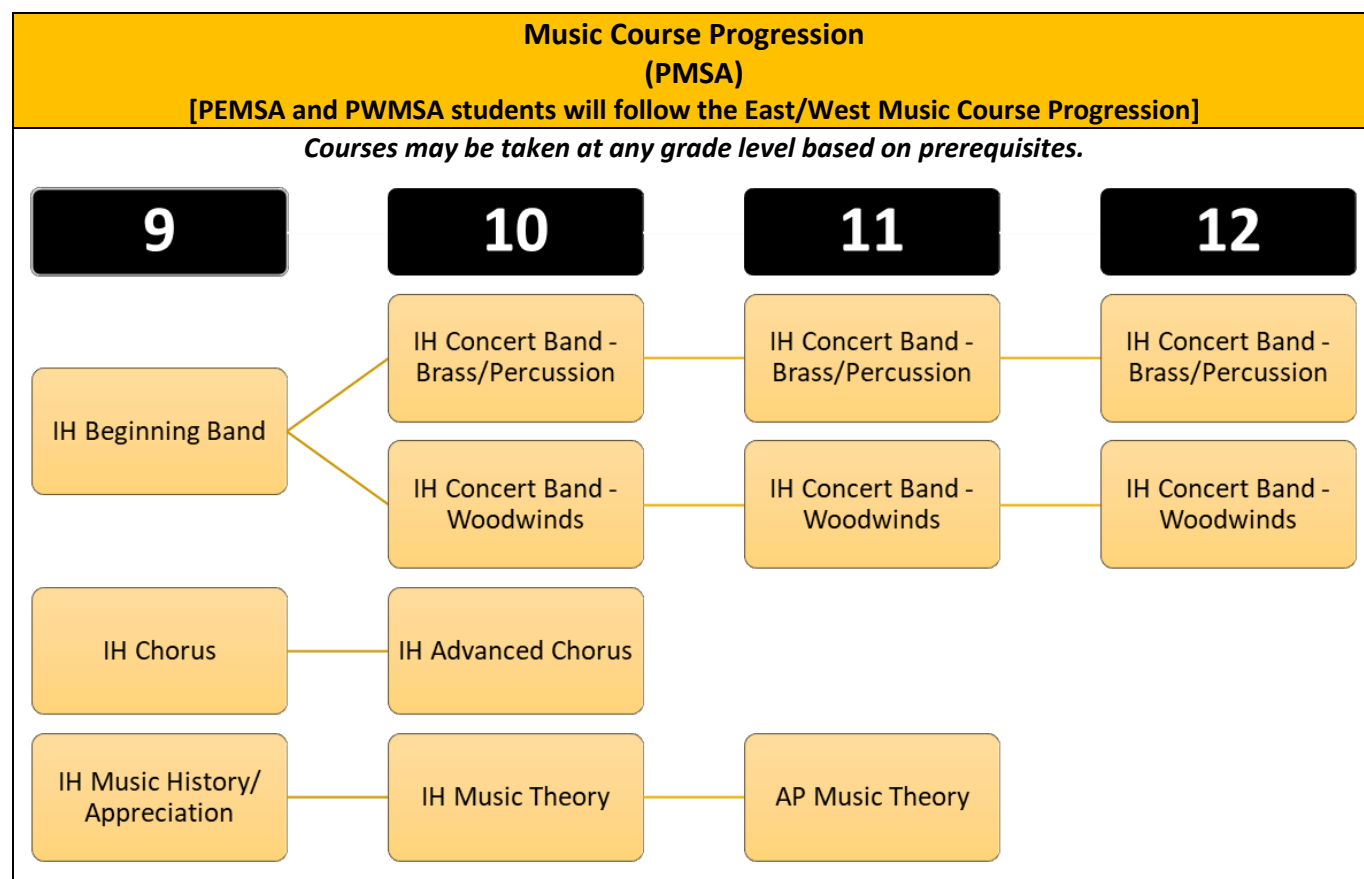 Music Course Progression
(PMSA)
[PEMSA and PWMSA students will follow the East/West Music Course Progression]
Courses may be taken at any grade level based on prerequisites.
9
10
11
12
IH Beginning Band
IH Concert Band -
Brass/Percussion
IH Concert Band -
Brass/Percussion
IH Concert Band -
Brass/Percussion
IH Concert Band -
Woodwinds
IH Concert Band -
Woodwinds
IH Concert Band -
Woodwinds
IH Chorus
IH Advanced Chorus
IH Music History/
Appreciation
IH Music Theory
AP Music Theory